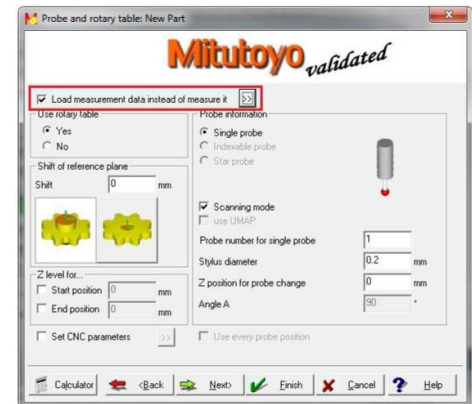 Probe and rotary table: New Part
Mitutoyo validated
Load measurement data instead of measure it >>
Use rotary table
Yes
No
Shift of reference plane
Shift 0 mm
Z level for...
Start position 0 mm
End position 0 mm
Set CNC parameters >>
Probe information
Single probe
Indexable probe
Star probe
Scanning mode
use UMAP
Probe number for single probe 1
Stylus diameter 0.2 mm
Z position for probe change 0 mm
Angle A 90 °
Use every probe position
Calculator <Back Next> Finish Cancel Help